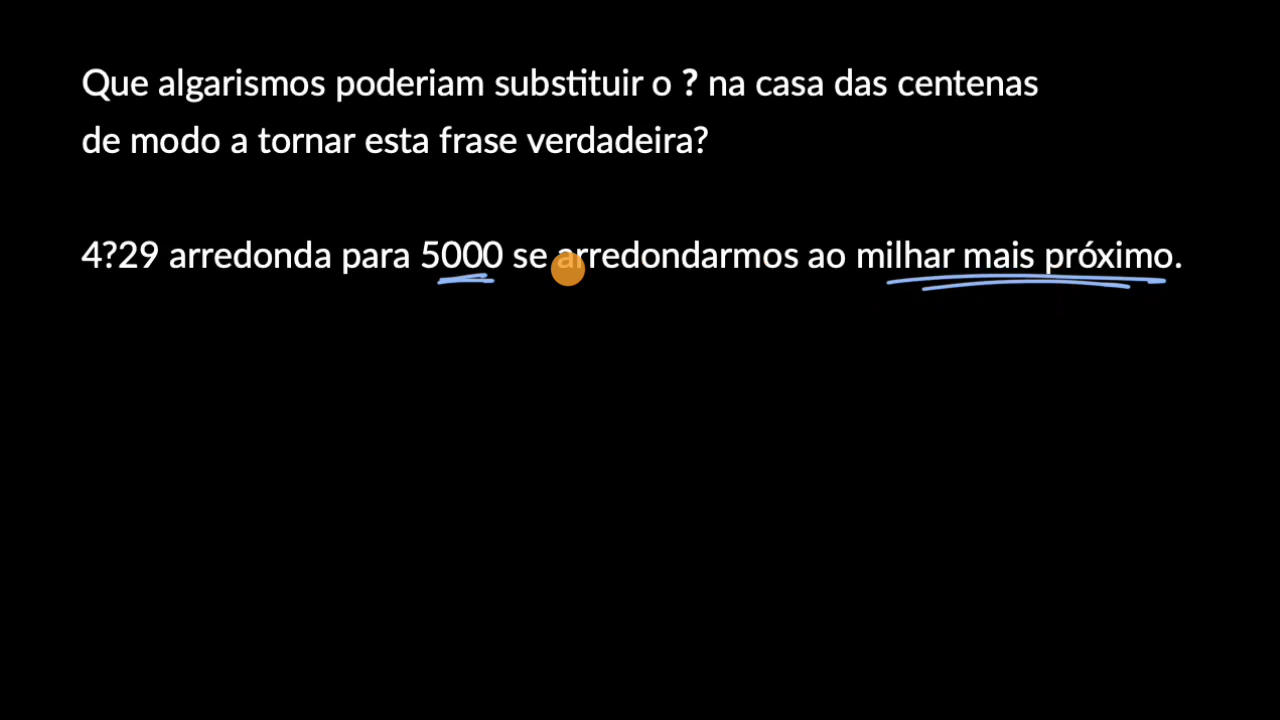 Que algarismos poderiam substituir o ? na casa das centenas
de modo a tornar esta frase verdadeira?
4?29 arredonda para 5000 se arredondarmos ao milhar mais próximo.